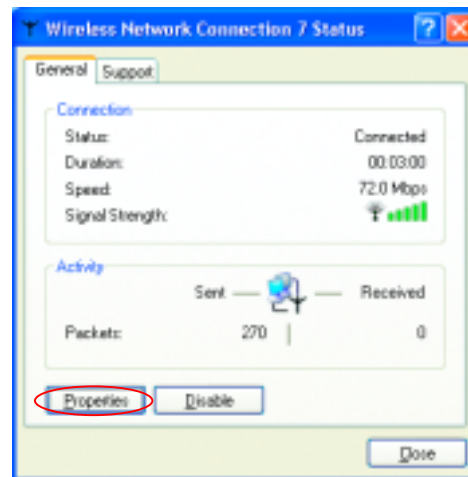 Wireless Network Connection 7 Status
General Support
Connection
Status: Connected
Duration: 00:03:00
Speed: 72.0 Mbps
Signal Strength:
Activity
Sent — — Received
Packets: 270 | 0
Properties Disable
Close